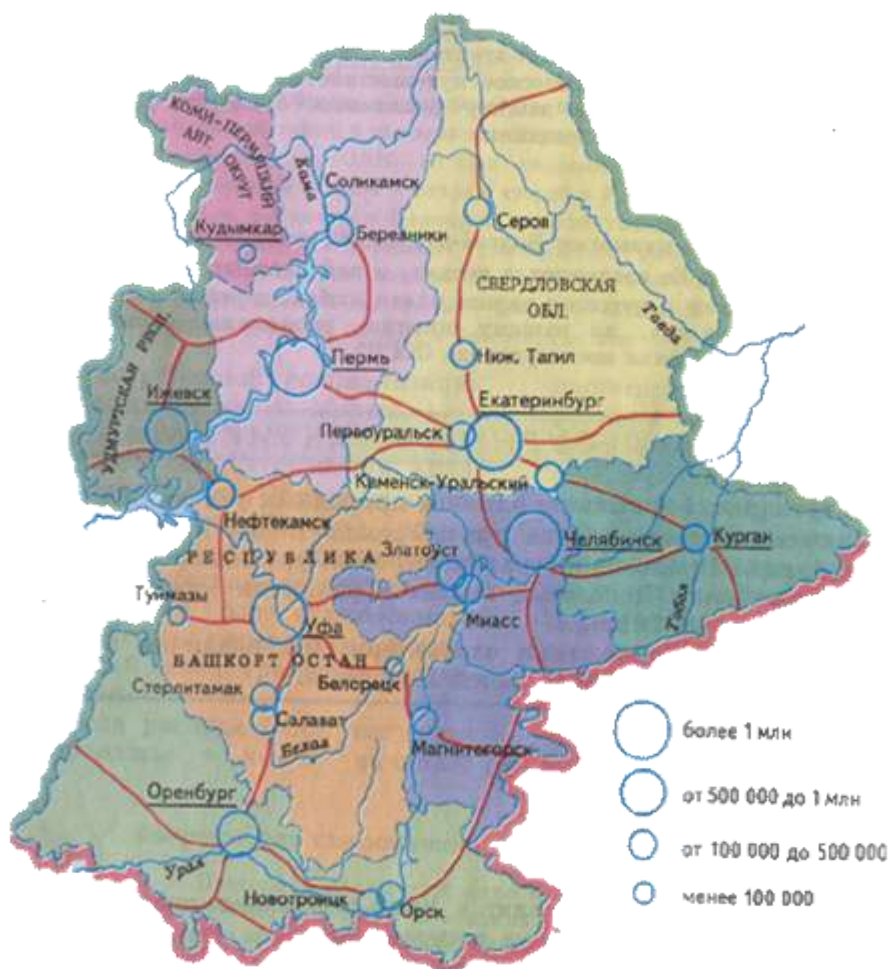 КОМИ-ПЕРМЯЦКИЙ
АВТ. ОКРУГ
Кама
Соликамск
Березники
Кудымкар
Серов
СВЕРДЛОВСКАЯ
ОБЛ.
Тавда
УДМУРТСКАЯ РЕСП.
Пермь
Ниж. Тагил
Ижевск
Екатеринбург
Первоуральск
Каменск-Уральский
Нефтекамск
Челябинск
Курган
РЕСПУБЛИКА
Златоуст
Туймазы
Уфа
Миасс
Тобол
БАШКОРТОСТАН
Белорецк
Стерлитамак
Салават
Белая
Магнитогорск
Оренбург
Урал
Новотроицк
Орск
более 1 млн
от 500 000 до 1 млн
от 100 000 до 500 000
менее 100 000